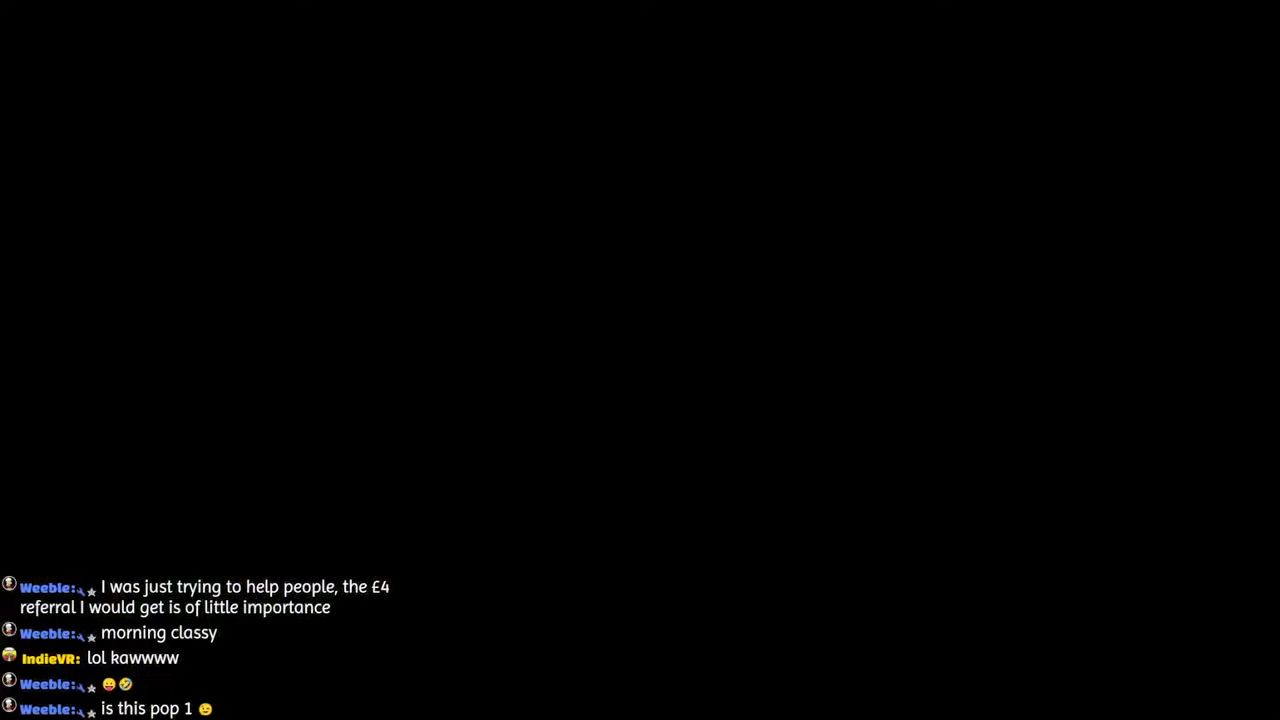 Weeble: I was just trying to help people, the £4
referral I would get is of little importance
Weeble: morning classy
IndieVR: lol kawwww
Weeble: 😛🤣
Weeble: is this pop 1 😉